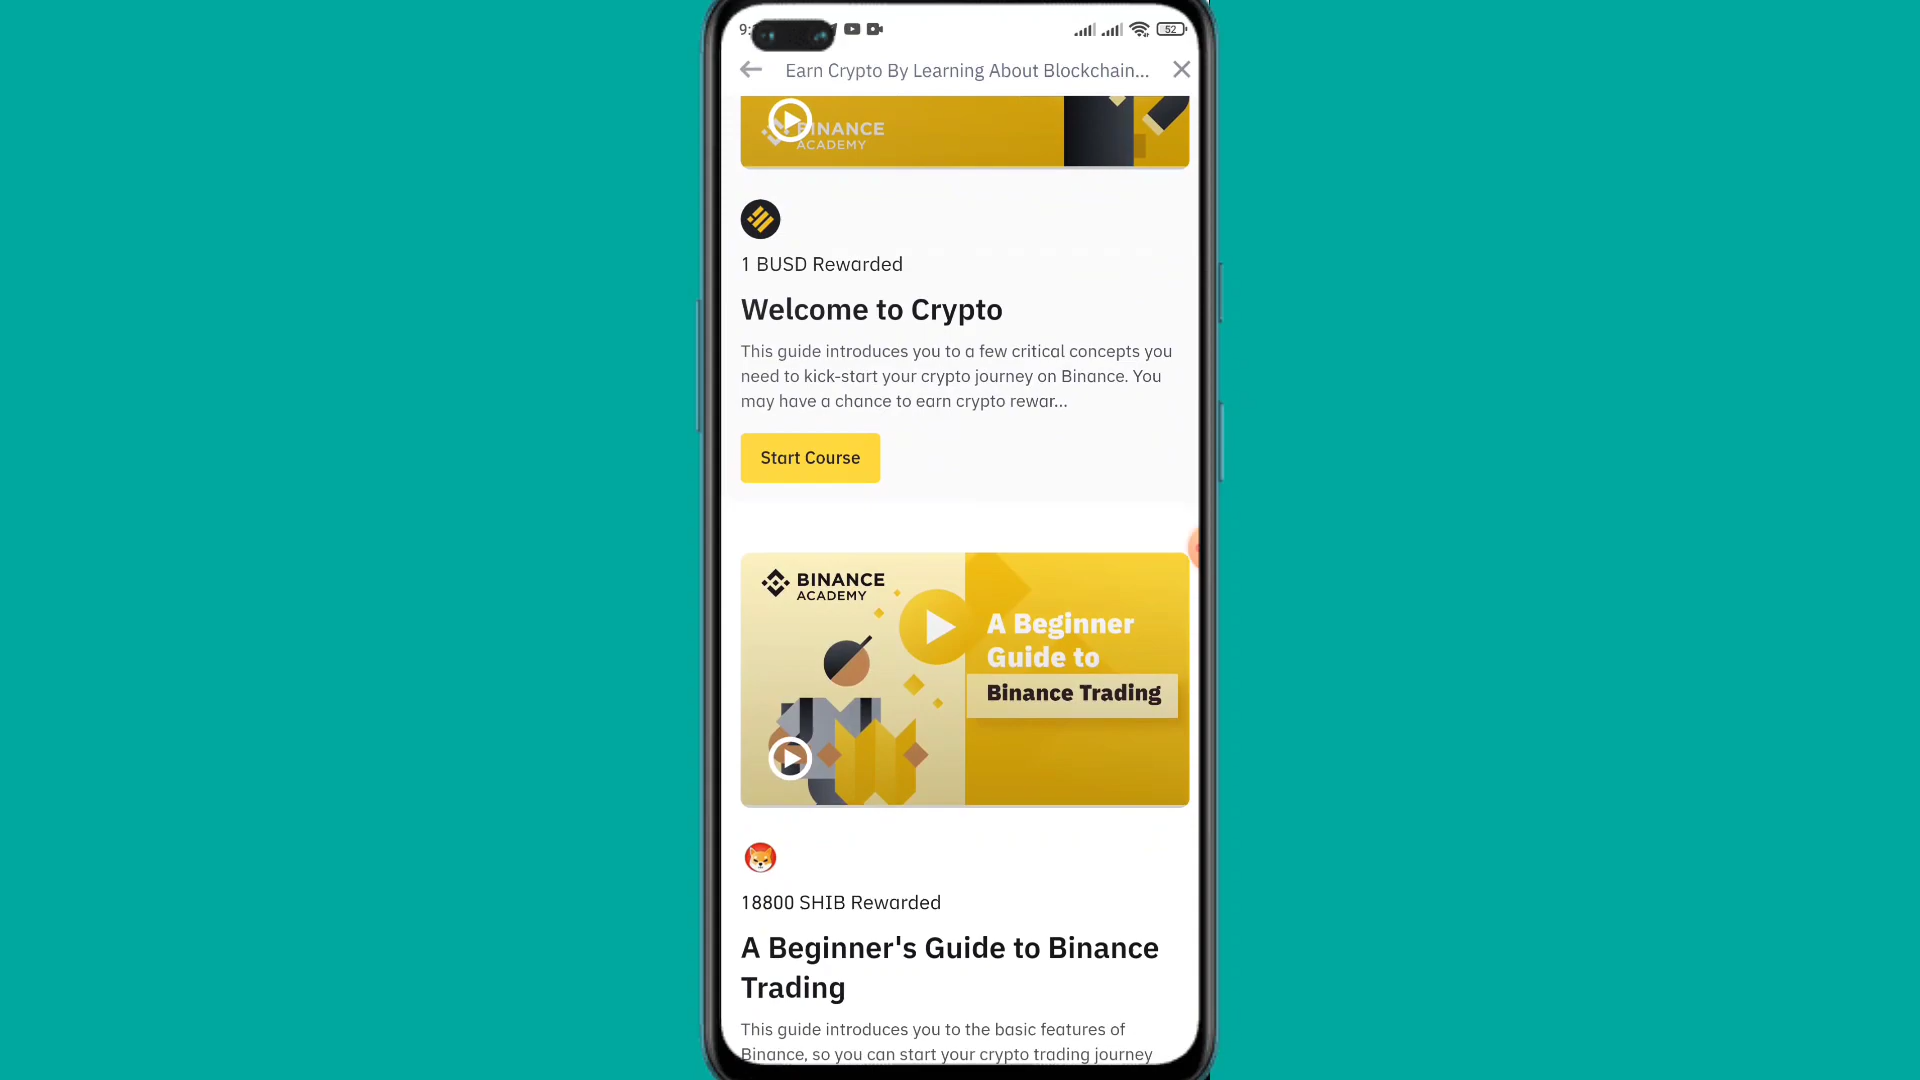 9:
52
Earn Crypto By Learning About Blockchain...
BINANCE
ACADEMY
1 BUSD Rewarded
Welcome to Crypto
This guide introduces you to a few critical concepts you
need to kick-start your crypto journey on Binance. You
may have a chance to earn crypto rewar...
Start Course
BINANCE
ACADEMY
A Beginner
Guide to
Binance Trading
18800 SHIB Rewarded
A Beginner's Guide to Binance
Trading
This guide introduces you to the basic features of
Binance, so you can start your crypto trading journey